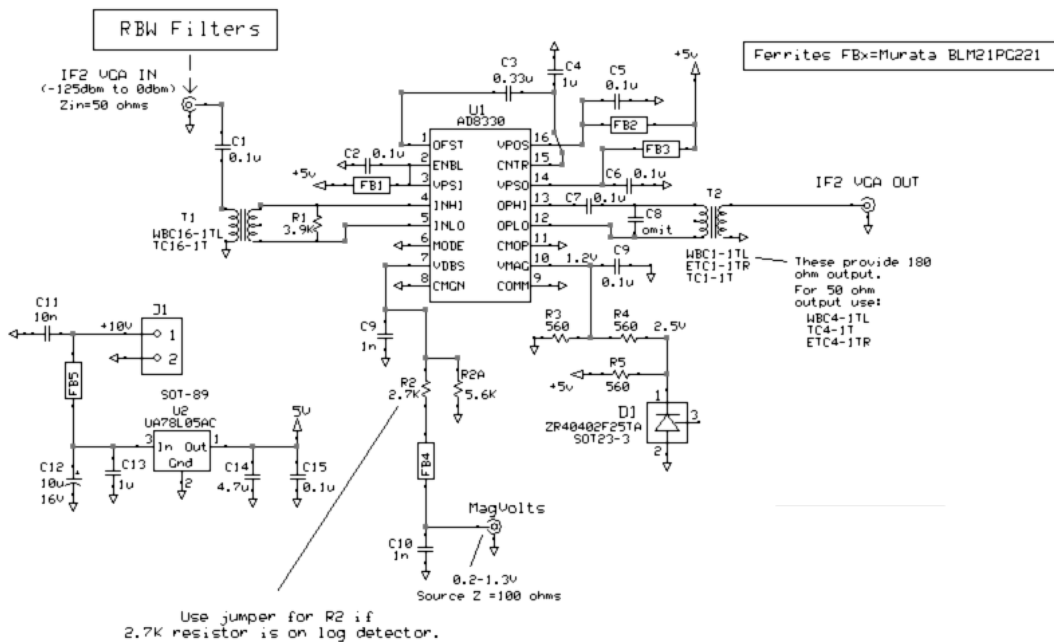 RBW Filters
Ferrites FBx=Murata BLM21PG221
IF2 VGA IN
(-125dbm to 0dbm)
Zin=50 ohms
C1
0.1u
T1
WBC16-1TL
TC16-1T
R1
3.9K
C2
0.1u
+5v
FB1
C3
0.33u
C4
1u
U1
AD8330
1
OFST
2
ENBL
3
VPSI
4
INHI
5
INLO
6
MODE
7
VDBS
8
CMGN
16
VPOS
15
CNTR
14
VPSO
13
OPHI
12
OPLO
11
CMOP
10
VMAG
9
COMM
C5
0.1u
+5v
FB2
FB3
C6
0.1u
C7
0.1u
C8
omit
T2
IF2 VGA OUT
WBC1-1TL
ETC1-1TR
TC1-1T
These provide 180
ohm output.
For 50 ohm
output use:
WBC4-1TL
TC4-1T
ETC4-1TR
1.2V
C9
0.1u
R3
560
R4
560
2.5V
R5
560
+5v
D1
ZR40402F25TA
SOT23-3
1
3
2
C11
10n
+10V
J1
1
2
FB5
SOT-89
U2
UA78L05AC
3
In Out
1
Gnd
2
5V
C12
10u
16V
C13
1u
C14
4.7u
C15
0.1u
C9
1n
R2
2.7K
R2A
5.6K
FB4
MagVolts
C10
1n
0.2-1.3V
Source Z =100 ohms
Use jumper for R2 if
2.7K resistor is on log detector.